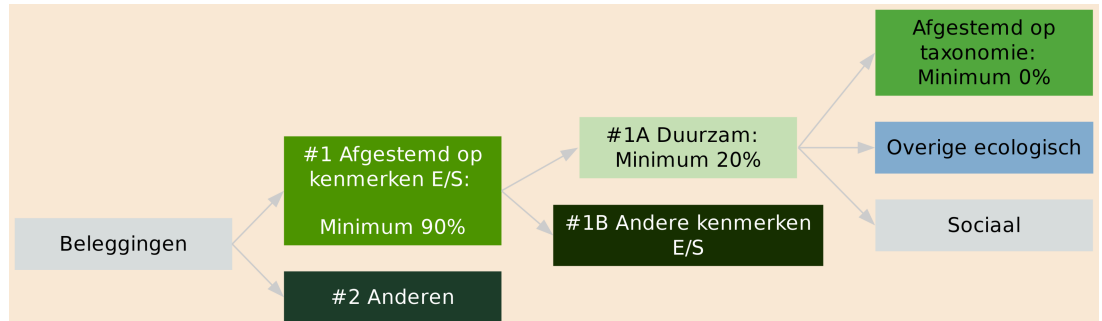 Beleggingen
#1 Afgestemd op
kenmerken E/S:
Minimum 90%
#2 Anderen
#1A Duurzam:
Minimum 20%
#1B Andere kenmerken
E/S
Afgestemd op
taxonomie:
Minimum 0%
Overige ecologisch
Sociaal